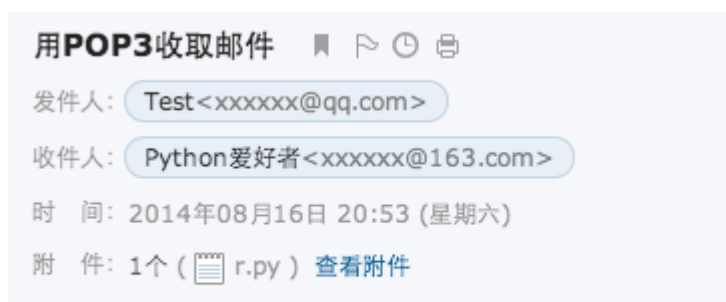 用POP3收取邮件
发件人: Test<xxxxxx@qq.com>
收件人: Python爱好者<xxxxxx@163.com>
时 间: 2014年08月16日 20:53 (星期六)
附 件: 1个 ( r.py ) 查看附件